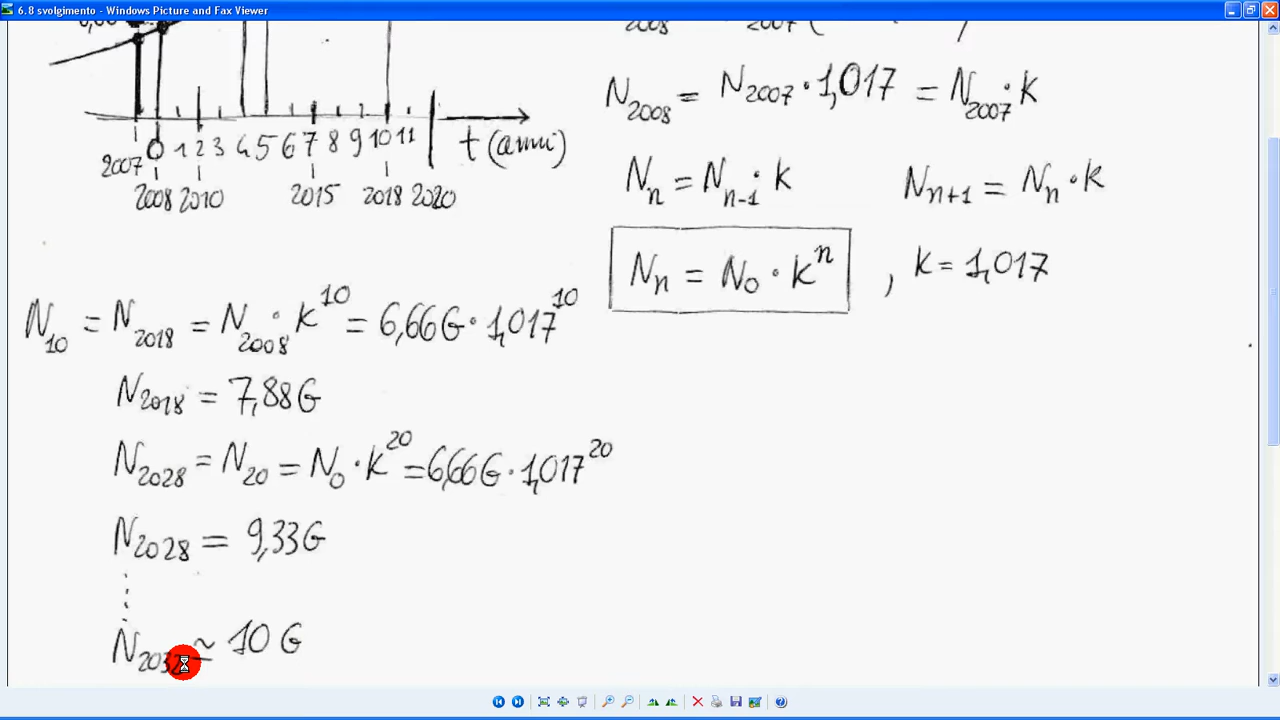 6.8 svolgimento - Windows Picture and Fax Viewer
2008 2007 (
N2008 = N2007 · 1,017 = N2007 · K
0 1 2 3 4 5 6 7 8 9 10 11 t (anni)
2007
2008 2010 2015 2018 2020
Nn = Nn-1 · K Nn+1 = Nn · K
Nn = N0 · K^n , K = 1,017
N10 = N2018 = N2008 · K^10 = 6,66G · 1,017^10
N2018 = 7,88G
N2028 = N20 = N0 · K^20 = 6,66G · 1,017^20
N2028 = 9,33G
N2032 ≃ 10 G